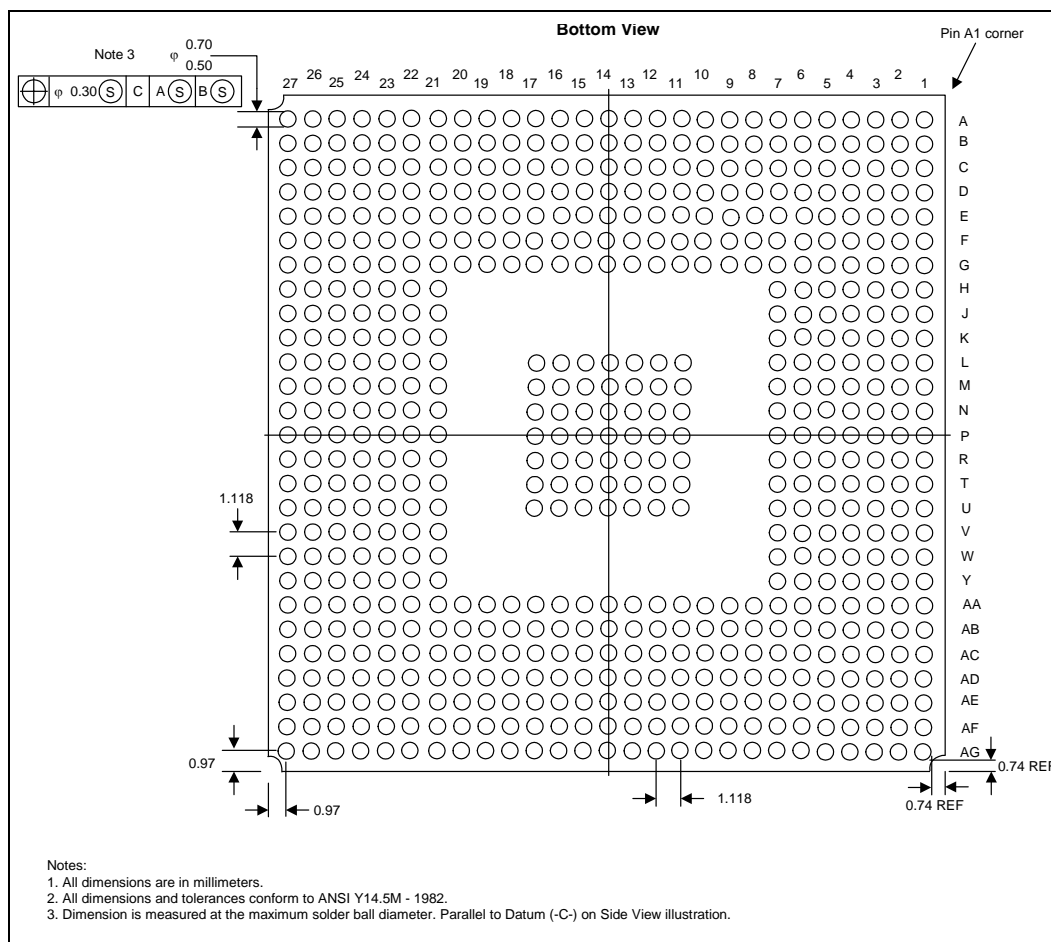 Bottom View
Pin A1 corner
Note 3
φ 0.70
0.50
φ 0.30 S C A S B S
27 26 25 24 23 22 21 20 19 18 17 16 15 14 13 12 11 10 9 8 7 6 5 4 3 2 1
A
B
C
D
E
F
G
H
J
K
L
M
N
P
R
T
U
V
W
Y
AA
AB
AC
AD
AE
AF
AG
1.118
0.97
0.97
1.118
0.74 REF
0.74 REF
Notes:
1. All dimensions are in millimeters.
2. All dimensions and tolerances conform to ANSI Y14.5M - 1982.
3. Dimension is measured at the maximum solder ball diameter. Parallel to Datum (-C-) on Side View illustration.